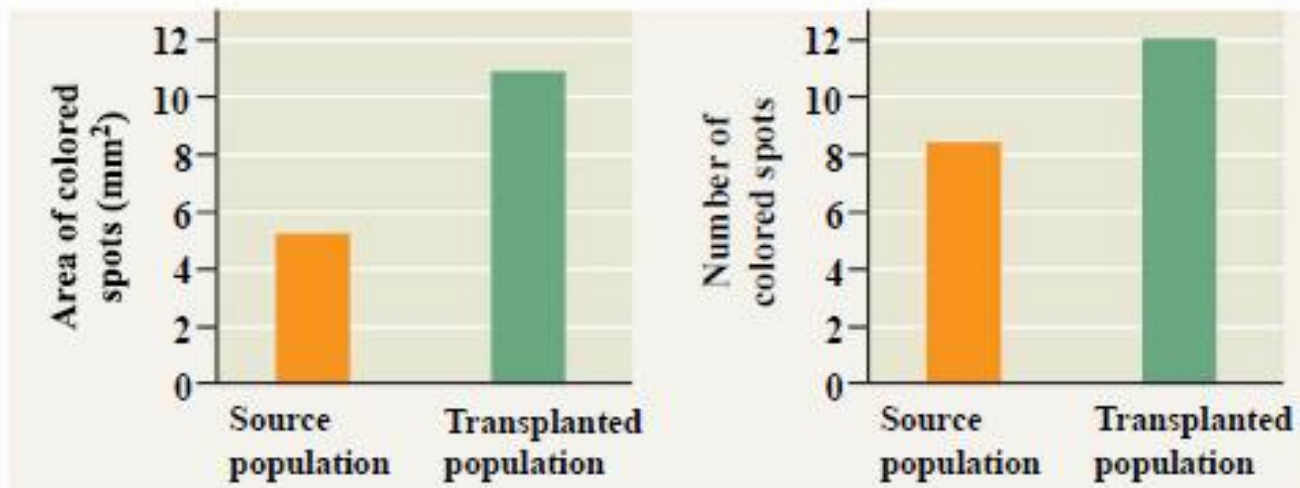 Area of colored
spots (mm²)
12
10
8
6
4
2
0
Source
population
Transplanted
population
Number of
colored spots
12
10
8
6
4
2
0
Source
population
Transplanted
population